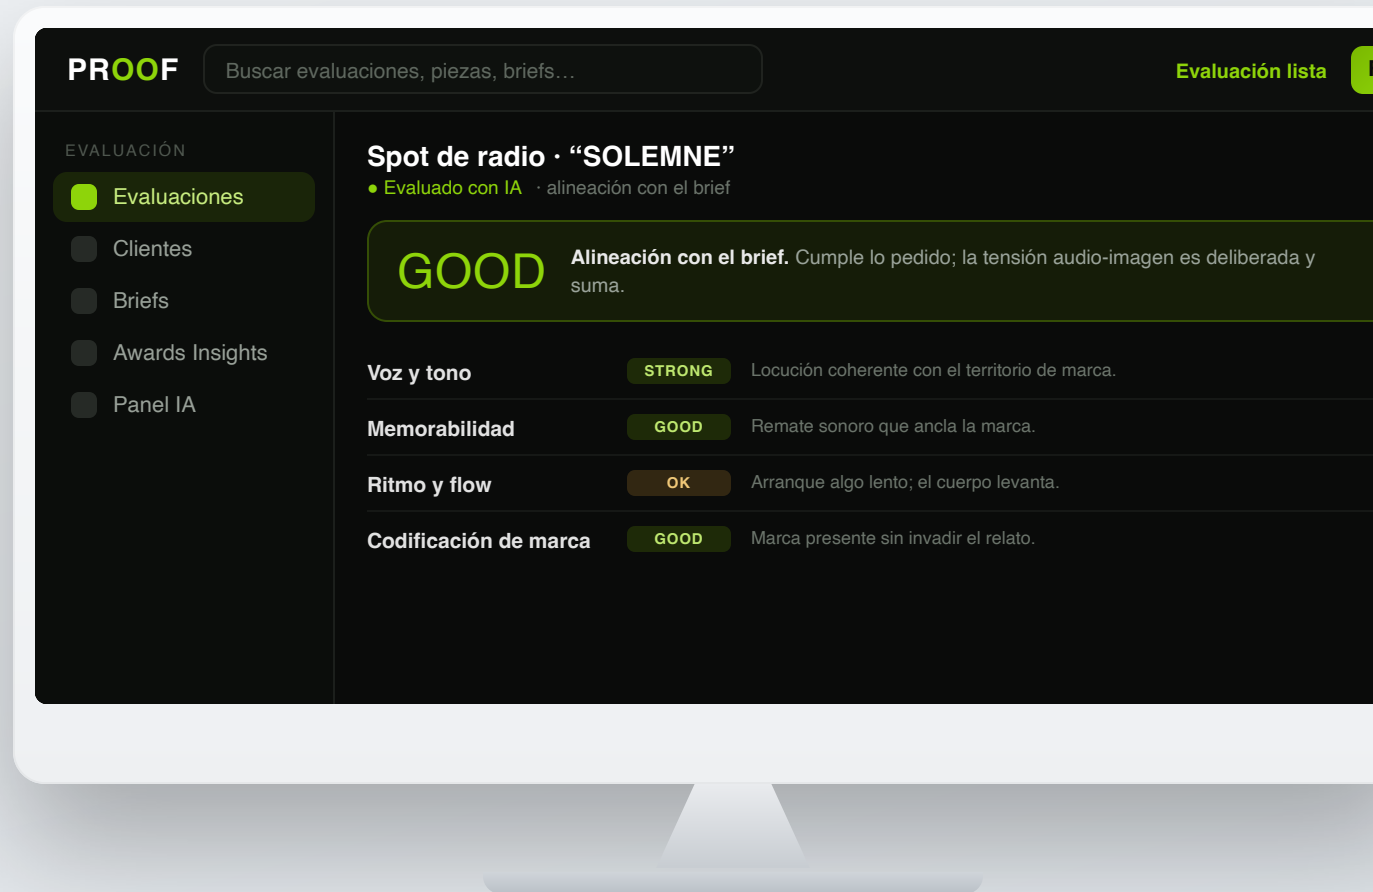 PROOF
Buscar evaluaciones, piezas, briefs…
Evaluación lista
EVALUACIÓN
Evaluaciones
Clientes
Briefs
Awards Insights
Panel IA
Spot de radio · “SOLEMNE”
● Evaluado con IA · alineación con el brief
GOOD
Alineación con el brief. Cumple lo pedido; la tensión audio-imagen es deliberada y
suma.
Voz y tono STRONG Locución coherente con el territorio de marca.
Memorabilidad GOOD Remate sonoro que ancla la marca.
Ritmo y flow OK Arranque algo lento; el cuerpo levanta.
Codificación de marca GOOD Marca presente sin invadir el relato.